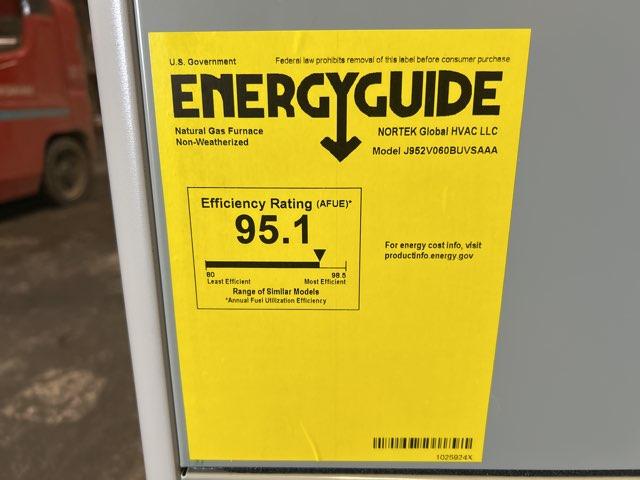 U.S. Government
Federal law prohibits removal of this label before consumer purchase
ENERGYGUIDE
Natural Gas Furnace
Non-Weatherized
NORTEK Global HVAC LLC
Model J952V060BUVSAAA
Efficiency Rating (AFUE)*
95.1
80
98.5
Least Efficient
Most Efficient
Range of Similar Models
*Annual Fuel Utilization Efficiency
For energy cost info, visit
productinfo.energy.gov
1025924X